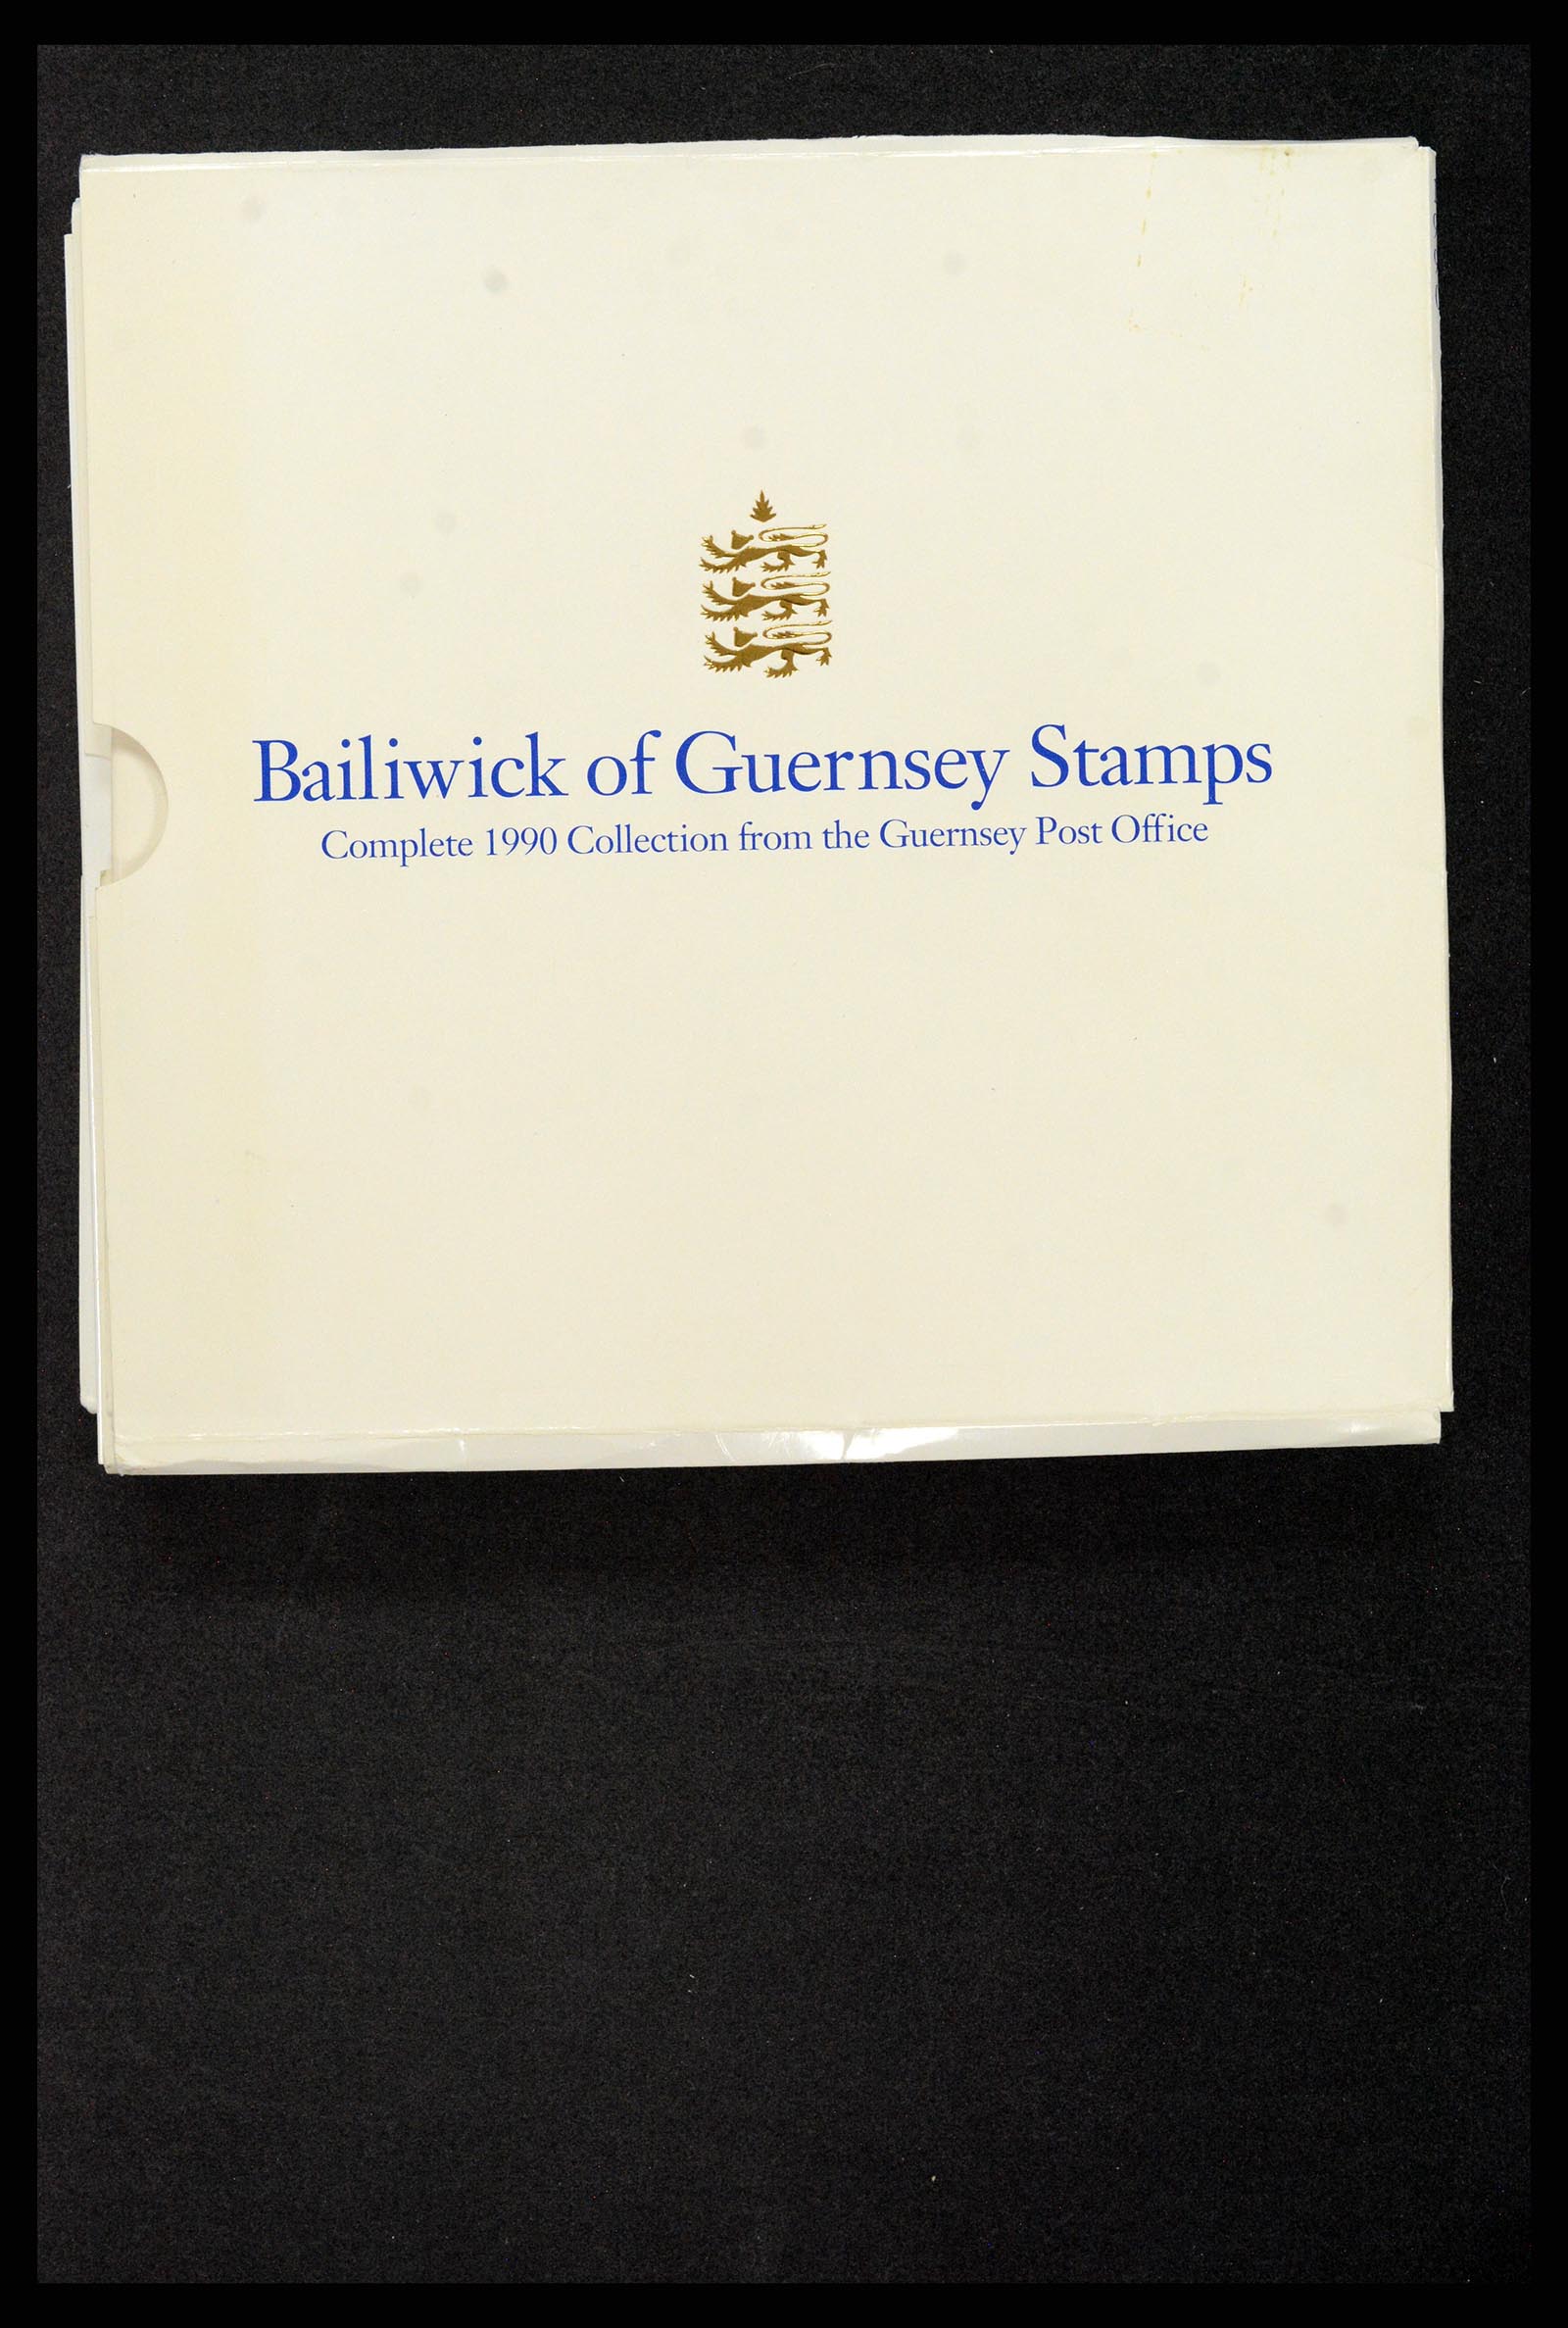 Bailiwick of Guernsey Stamps
Complete 1990 Collection from the Guernsey Post Office